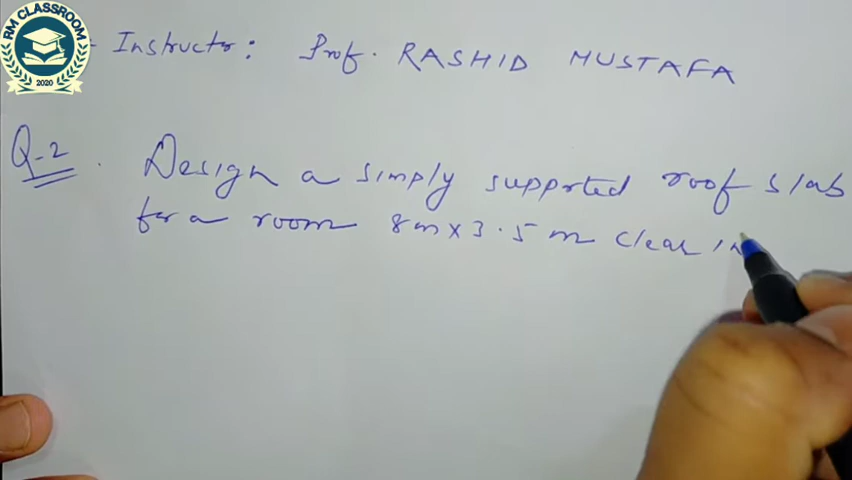 RM CLASSROOM
2020
Instructor: Prof. RASHID MUSTAFA
Q-2. Design a simply supported roof slab
for a room 8m x 3.5 m clear in